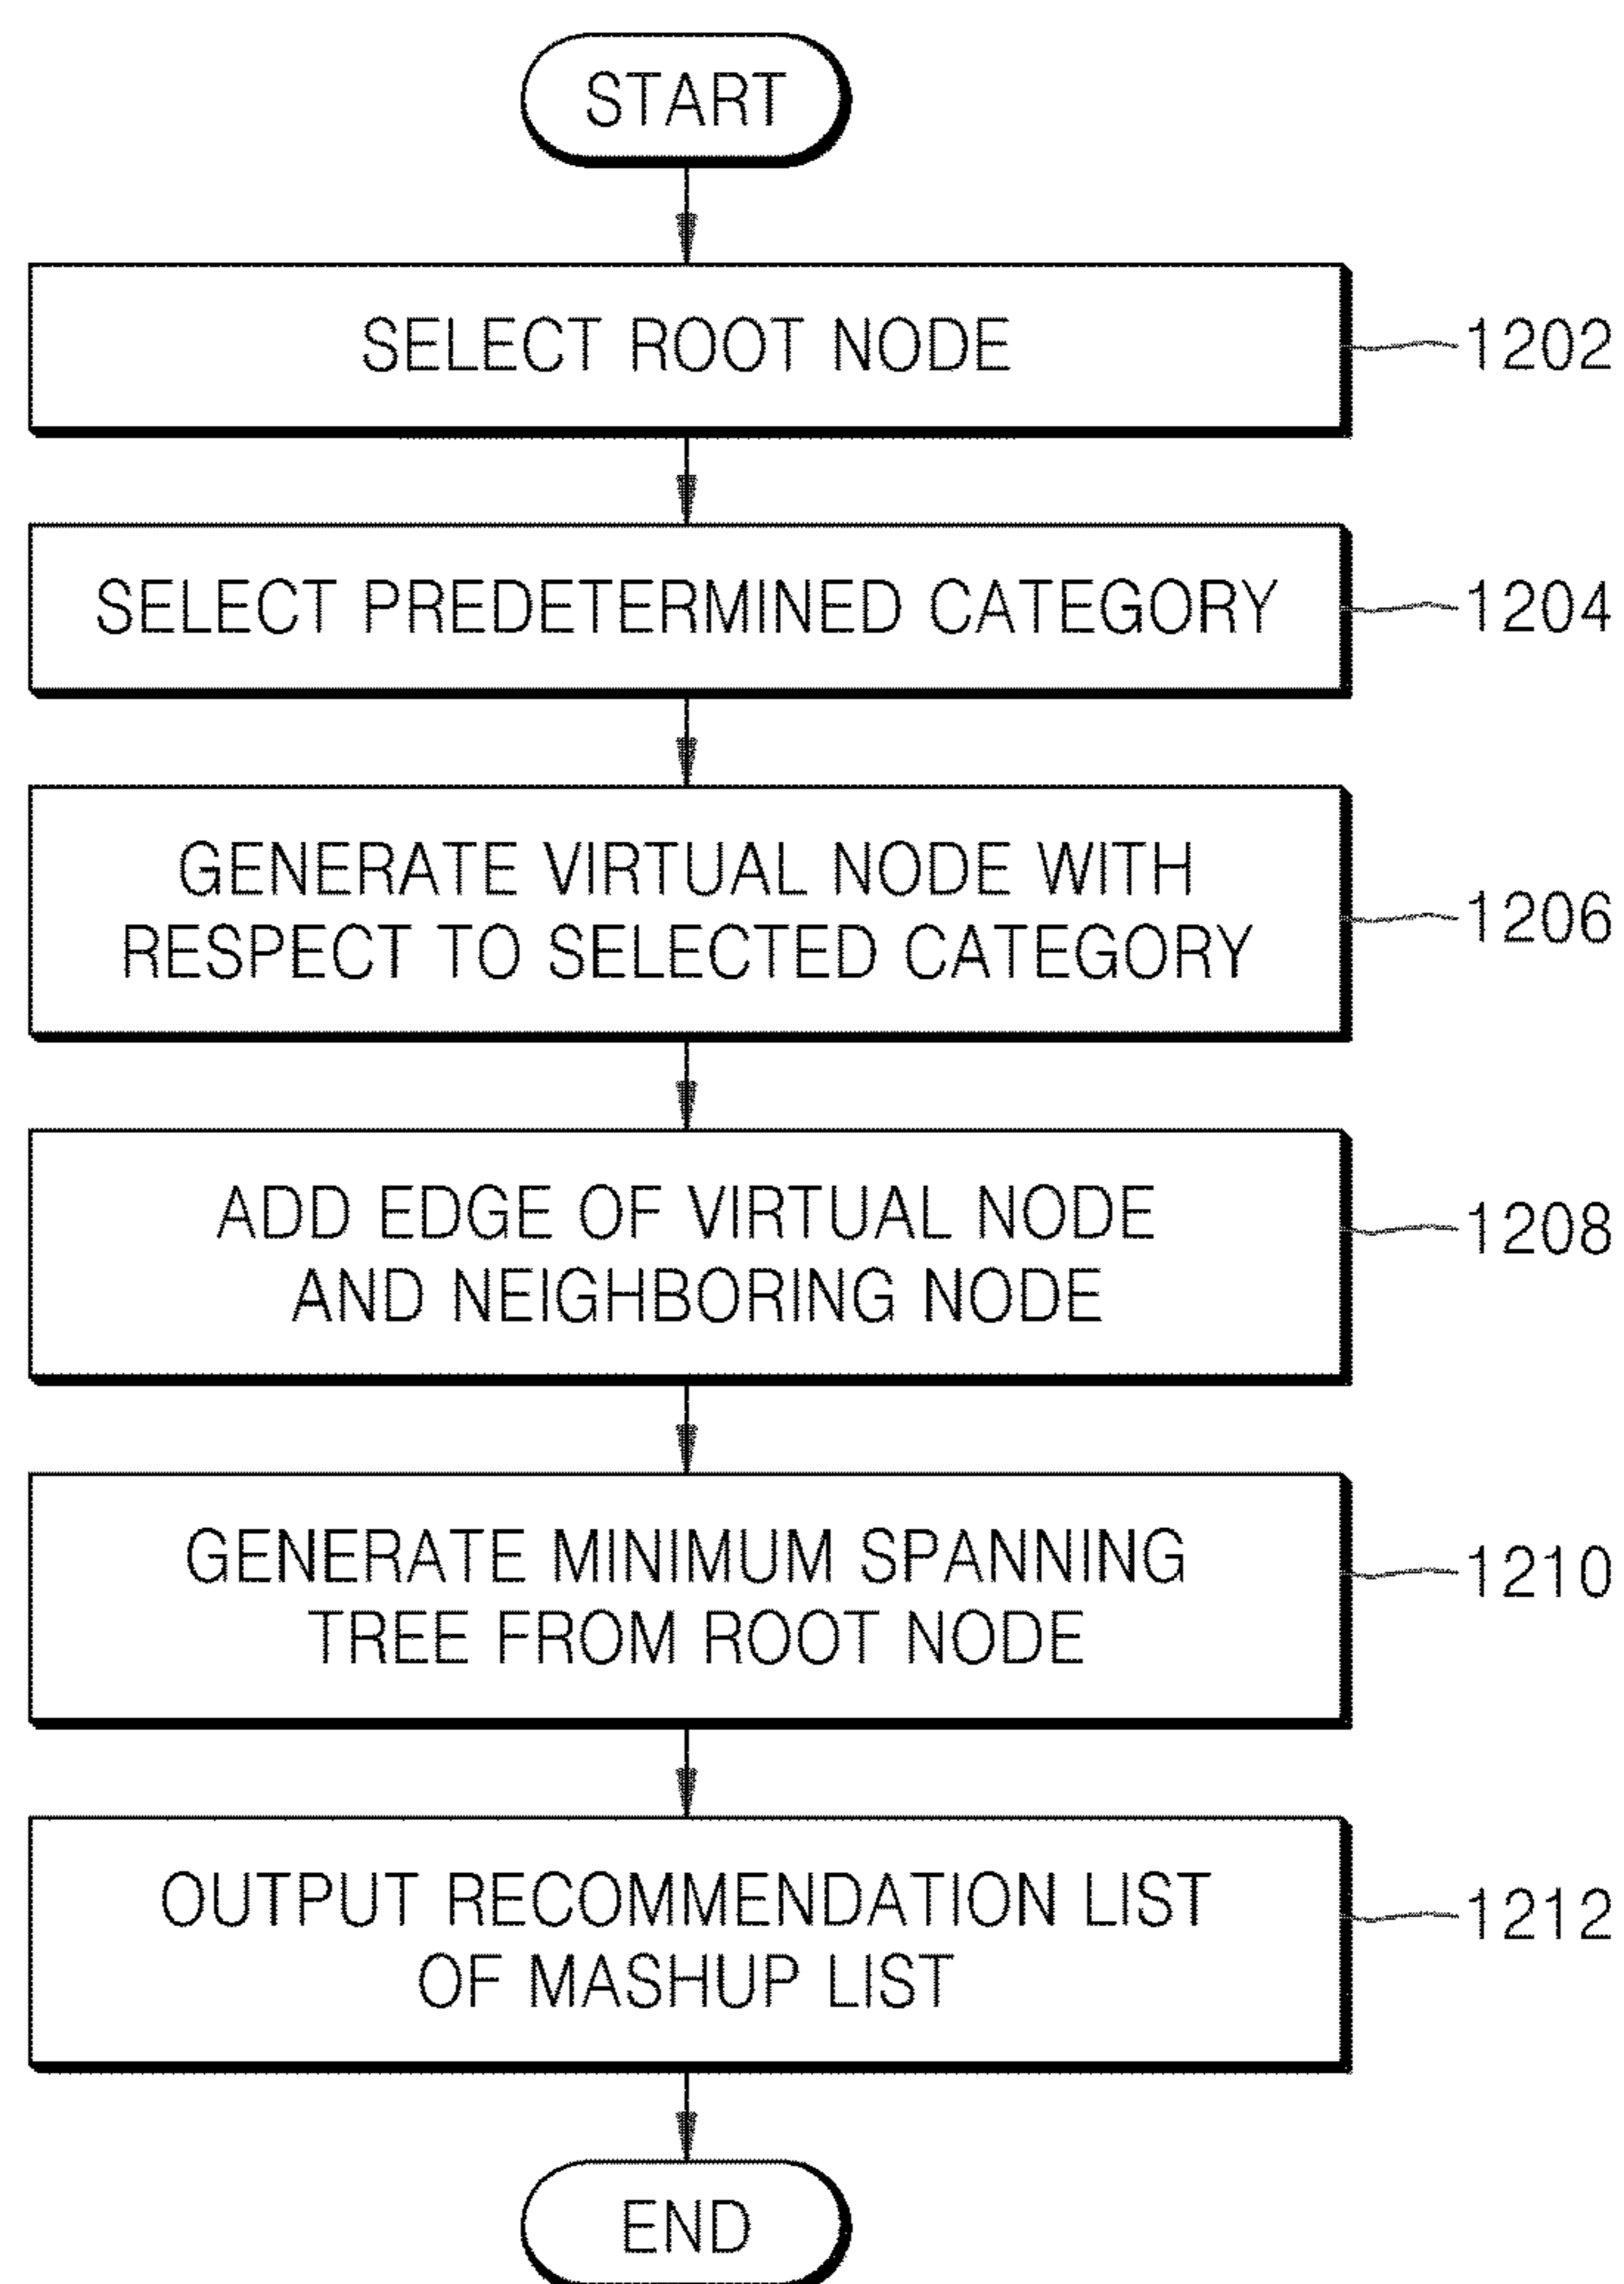 START
SELECT ROOT NODE
1202
SELECT PREDETERMINED CATEGORY
1204
GENERATE VIRTUAL NODE WITH
RESPECT TO SELECTED CATEGORY
1206
ADD EDGE OF VIRTUAL NODE
AND NEIGHBORING NODE
1208
GENERATE MINIMUM SPANNING
TREE FROM ROOT NODE
1210
OUTPUT RECOMMENDATION LIST
OF MASHUP LIST
1212
END